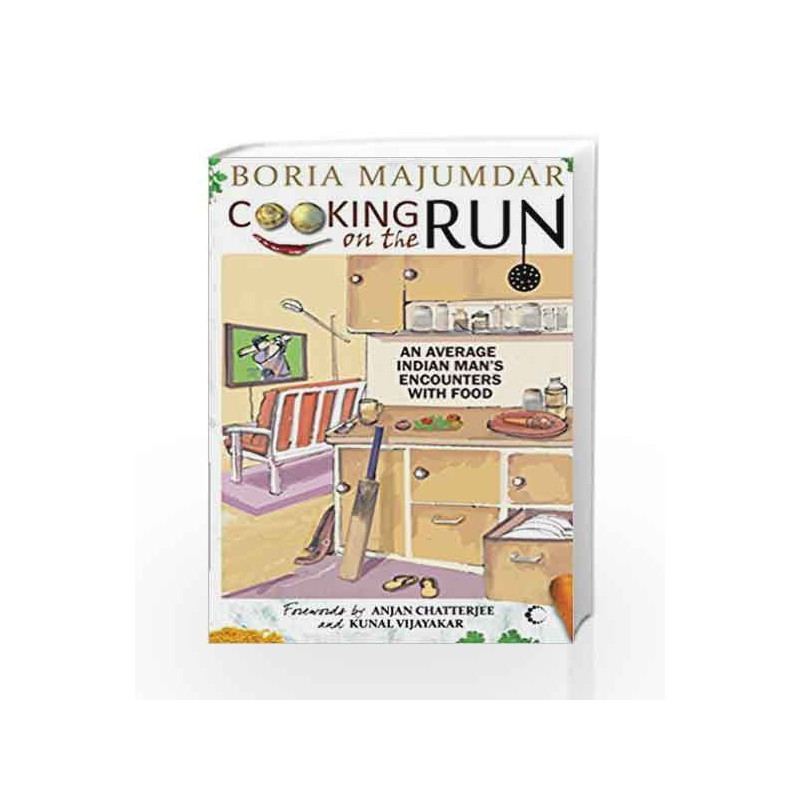 BORIA MAJUMDAR
COOKING
on the RUN
AN AVERAGE
INDIAN MAN'S
ENCOUNTERS
WITH FOOD
Forewords by ANJAN CHATTERJEE
and KUNAL VIJAYAKAR